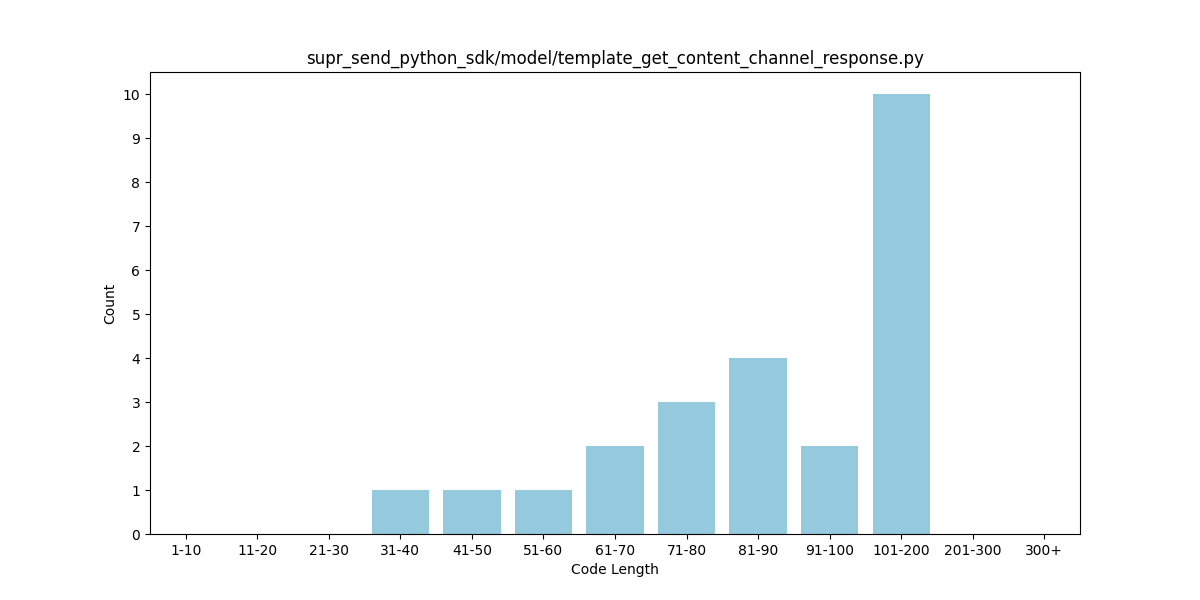 supr_send_python_sdk/model/template_get_content_channel_response.py
10
9
8
7
6
5
4
3
2
1
0
Count
1-10 11-20 21-30 31-40 41-50 51-60 61-70 71-80 81-90 91-100 101-200 201-300 300+
Code Length